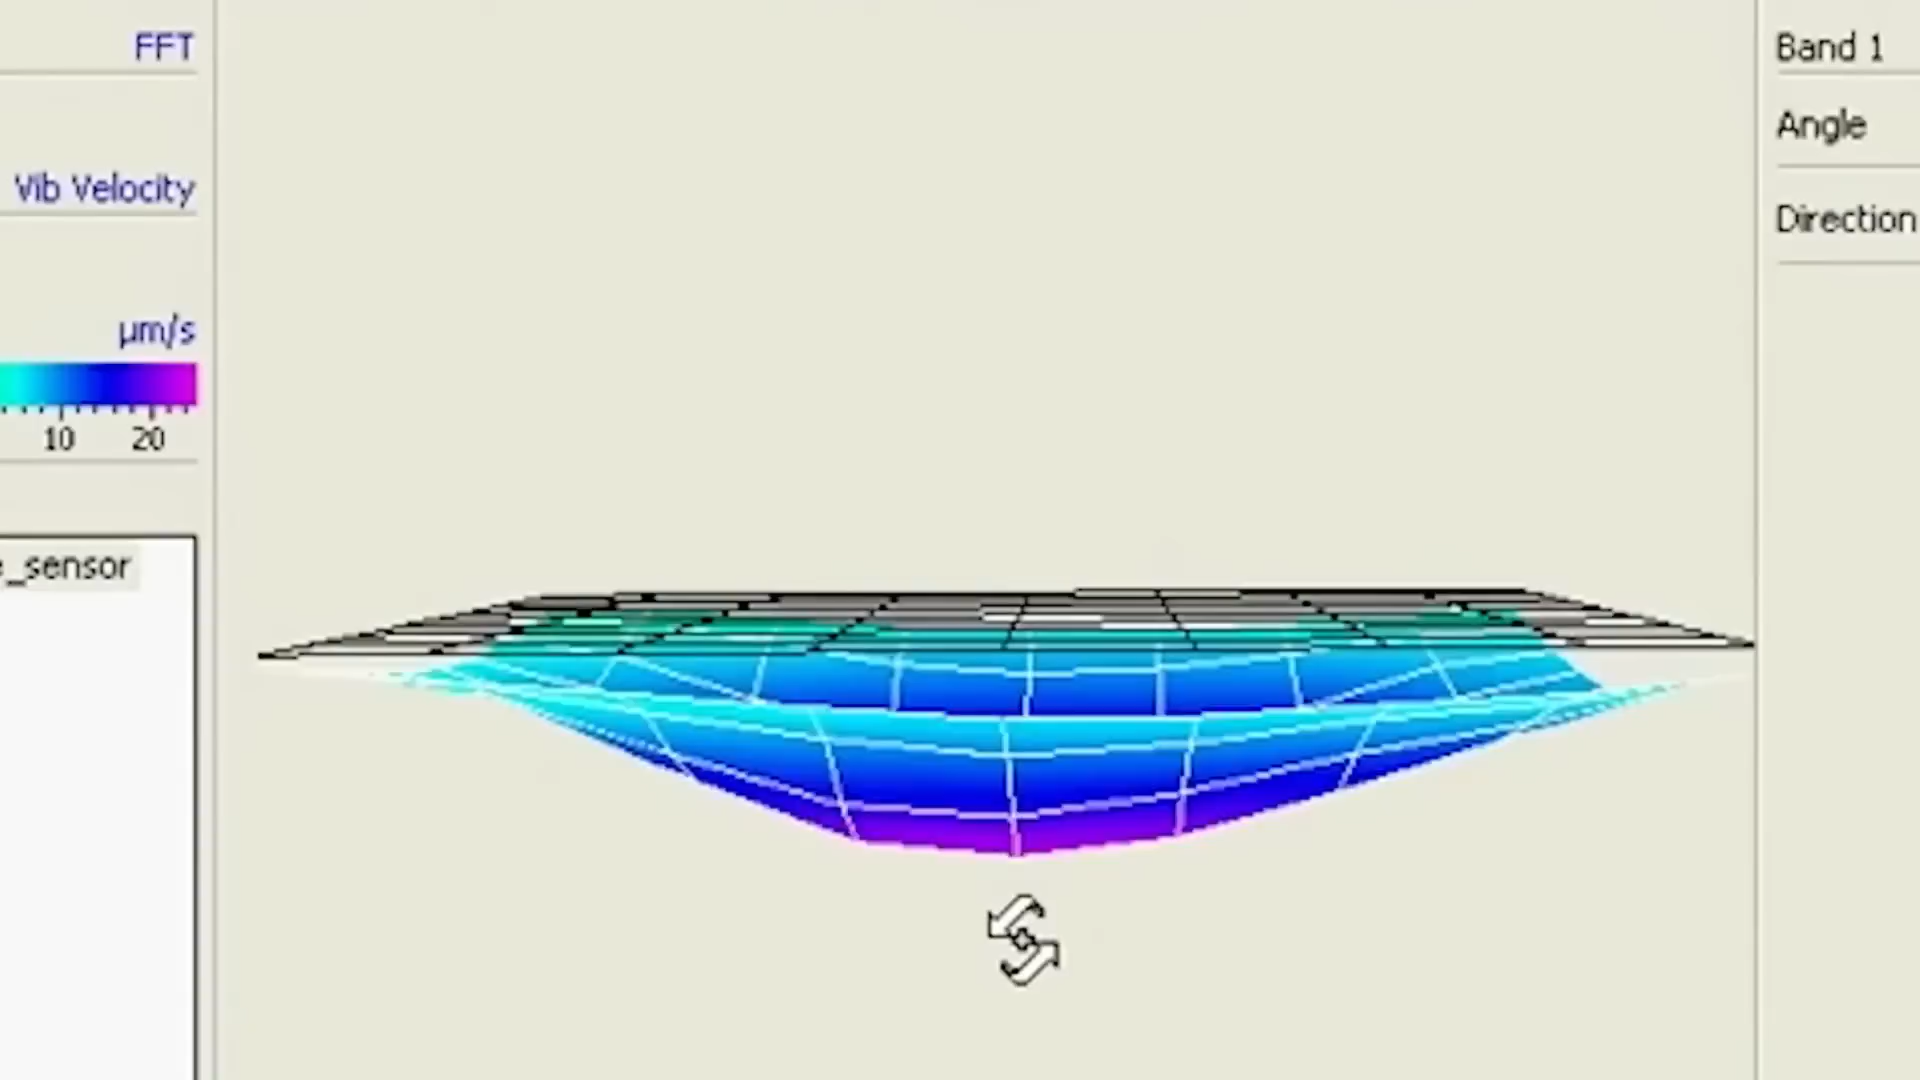 FFT
Vib Velocity
µm/s
10 20
_sensor
Band 1
Angle
Direction